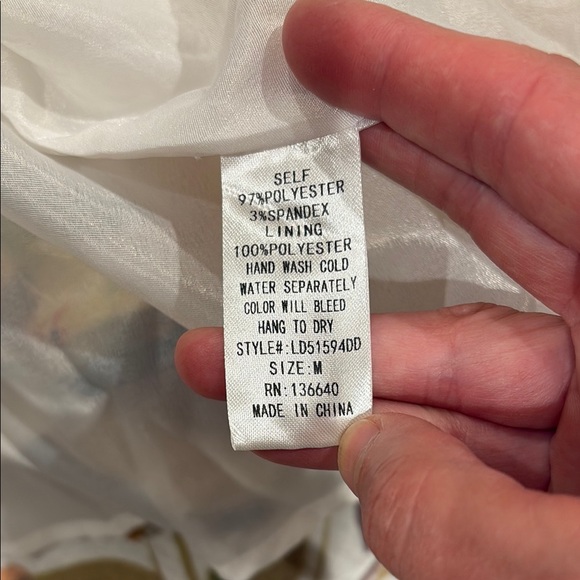 SELF
97%POLYESTER
3%SPANDEX
LINING
100%POLYESTER
HAND WASH COLD
WATER SEPARATELY
COLOR WILL BLEED
HANG TO DRY
STYLE#:LD51594DD
SIZE:M
RN:136640
MADE IN CHINA